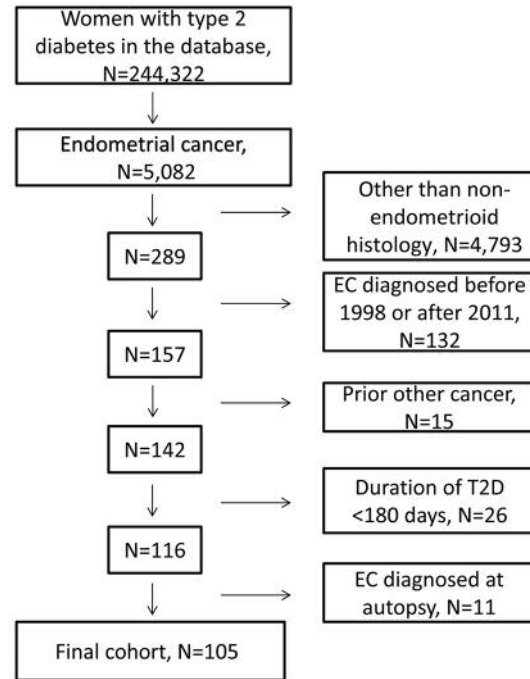 Women with type 2
diabetes in the database,
N=244,322
Endometrial cancer,
N=5,082
Other than non-
endometrioid
histology, N=4,793
N=289
EC diagnosed before
1998 or after 2011,
N=132
N=157
Prior other cancer,
N=15
N=142
Duration of T2D
<180 days, N=26
N=116
EC diagnosed at
autopsy, N=11
Final cohort, N=105